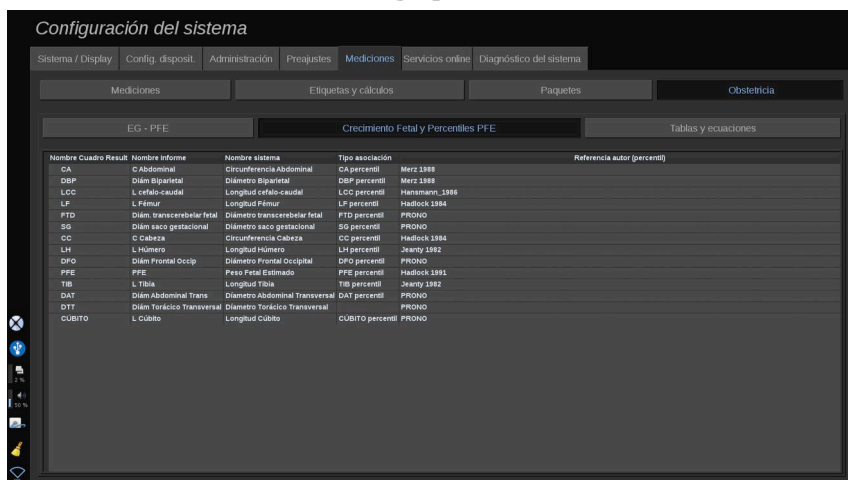 Configuración del sistema
Sistema / Display Config. disposit. Administración Preajustes Mediciones Servicios online Diagnóstico del sistema
Mediciones Etiquetas y cálculos Paquetes Obstetricia
EG - PFE Crecimiento Fetal y Percentiles PFE Tablas y ecuaciones
Nombre Cuadro Result Nombre Informe Nombre sistema Tipo asociación Referencia autor (percentil)
CA C Abdominal Circunferencia Abdominal CA percentil Merz 1988
DBP Diám Biparietal Diámetro Biparietal DBP percentil Merz 1988
LCC L cefalo-caudal Longitud cefalo-caudal LCC percentil Hansmann_1986
LF L Fémur Longitud Fémur LF percentil Hadlock 1984
FTD Diám. transcerebelar fetal Diámetro transcerebelar fetal FTD percentil PRONO
SG Diám saco gestacional Diámetro saco gestacional SG percentil PRONO
CC C Cabeza Circunferencia Cabeza CC percentil Hadlock 1984
LH L Húmero Longitud Húmero LH percentil Jeanty 1982
DFO Diám Frontal Occip Diámetro Frontal Occipital DFO percentil PRONO
PFE PFE Peso Fetal Estimado PFE percentil Hadlock 1991
TIB L Tibia Longitud Tibia TIB percentil Jeanty 1982
DAT Diám Abdominal Trans Díametro Abdominal Transversal DAT percentil PRONO
DTT Diám Torácico Transversal Díametro Torácico Transversal PRONO
CÚBITO L Cúbito Longitud Cúbito CÚBITO percentil PRONO
2 %
50 %